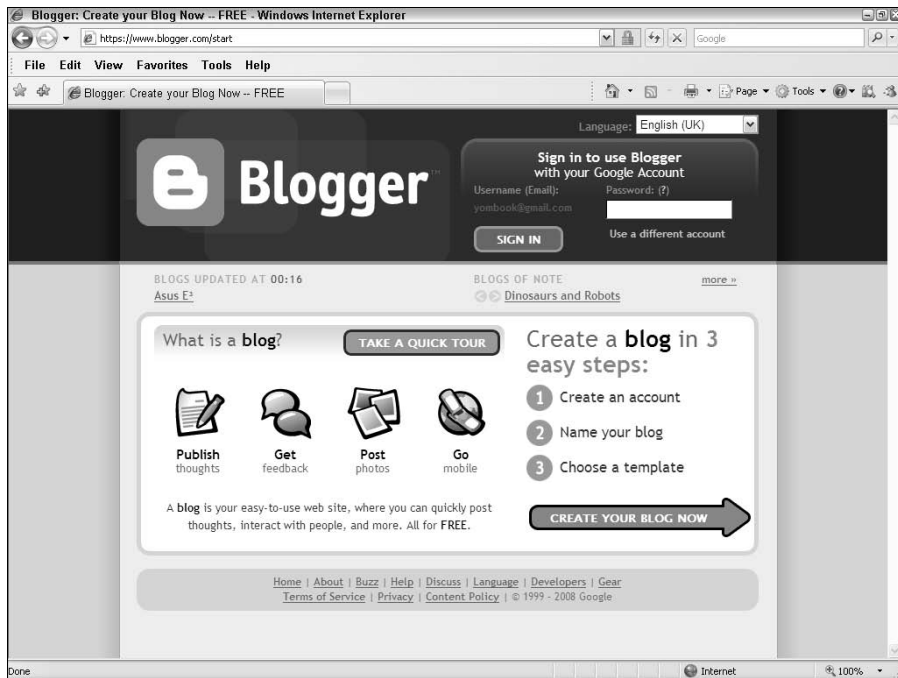 Blogger: Create your Blog Now -- FREE - Windows Internet Explorer
https://www.blogger.com/start
Google
File Edit View Favorites Tools Help
Blogger: Create your Blog Now -- FREE
Page Tools
Language: English (UK)
Blogger™
Sign in to use Blogger
with your Google Account
Username (Email): Password: (?)
yombook@gmail.com
SIGN IN Use a different account
BLOGS UPDATED AT 00:16 BLOGS OF NOTE more »
Asus E³ Dinosaurs and Robots
What is a blog? TAKE A QUICK TOUR
Publish
thoughts
Get
feedback
Post
photos
Go
mobile
A blog is your easy-to-use web site, where you can quickly post
thoughts, interact with people, and more. All for FREE.
Create a blog in 3
easy steps:
1 Create an account
2 Name your blog
3 Choose a template
CREATE YOUR BLOG NOW
Home | About | Buzz | Help | Discuss | Language | Developers | Gear
Terms of Service | Privacy | Content Policy | © 1999 - 2008 Google
Done Internet 100%